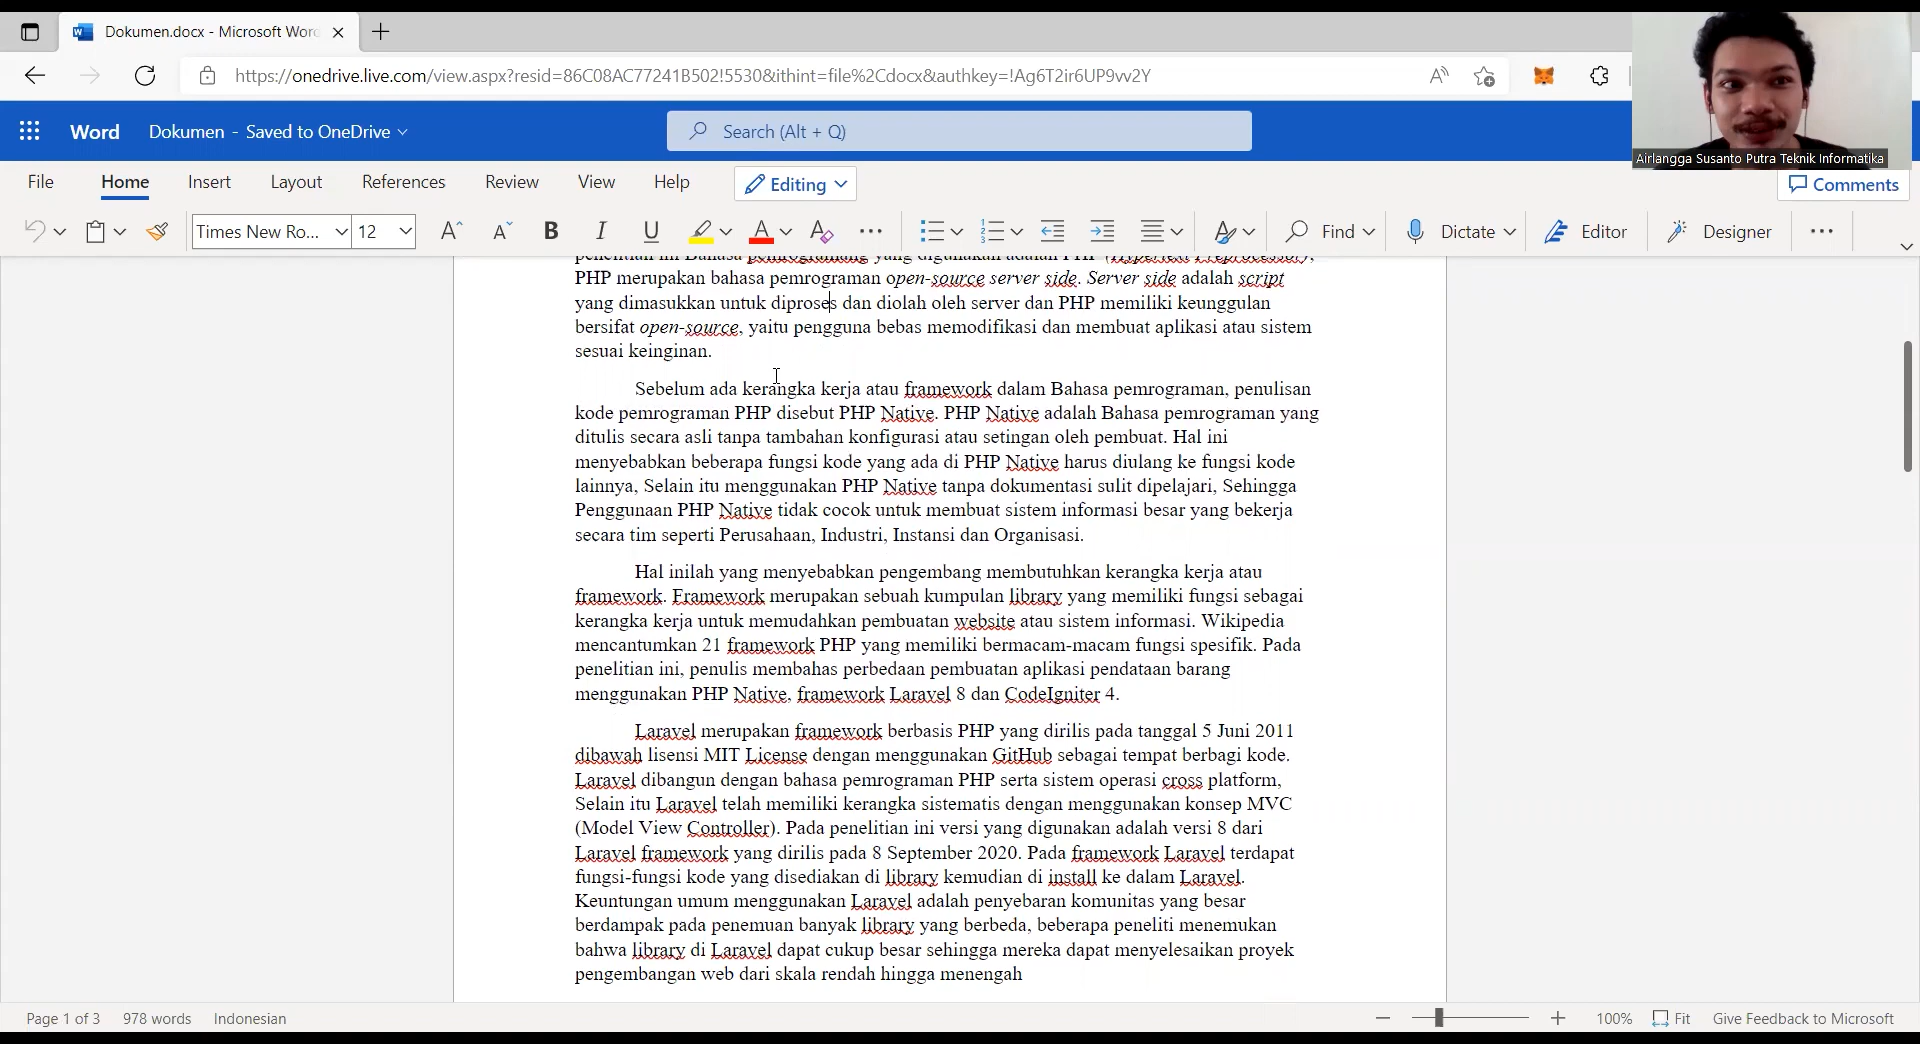 Dokumen.docx - Microsoft Word
https://onedrive.live.com/view.aspx?resid=86C08AC77241B502!5530&ithint=file%2Cdocx&authkey=!Ag6T2ir6UP9vv2Y
Word Dokumen - Saved to OneDrive
Search (Alt + Q)
Airlangga Susanto Putra Teknik Informatika
File Home Insert Layout References Review View Help Editing Comments
Times New Ro... 12 B I U A Find Dictate Editor Designer
penelitian ini Bahasa pemrogramang yang digunakan adalah PHP (Hypertext Preprocessor),
PHP merupakan bahasa pemrograman open-source server side. Server side adalah script
yang dimasukkan untuk diproses dan diolah oleh server dan PHP memiliki keunggulan
bersifat open-source, yaitu pengguna bebas memodifikasi dan membuat aplikasi atau sistem
sesuai keinginan.
Sebelum ada kerangka kerja atau framework dalam Bahasa pemrograman, penulisan
kode pemrograman PHP disebut PHP Native. PHP Native adalah Bahasa pemrograman yang
ditulis secara asli tanpa tambahan konfigurasi atau setingan oleh pembuat. Hal ini
menyebabkan beberapa fungsi kode yang ada di PHP Native harus diulang ke fungsi kode
lainnya, Selain itu menggunakan PHP Native tanpa dokumentasi sulit dipelajari, Sehingga
Penggunaan PHP Native tidak cocok untuk membuat sistem informasi besar yang bekerja
secara tim seperti Perusahaan, Industri, Instansi dan Organisasi.
Hal inilah yang menyebabkan pengembang membutuhkan kerangka kerja atau
framework. Framework merupakan sebuah kumpulan library yang memiliki fungsi sebagai
kerangka kerja untuk memudahkan pembuatan website atau sistem informasi. Wikipedia
mencantumkan 21 framework PHP yang memiliki bermacam-macam fungsi spesifik. Pada
penelitian ini, penulis membahas perbedaan pembuatan aplikasi pendataan barang
menggunakan PHP Native, framework Laravel 8 dan CodeIgniter 4.
Laravel merupakan framework berbasis PHP yang dirilis pada tanggal 5 Juni 2011
dibawah lisensi MIT License dengan menggunakan GitHub sebagai tempat berbagi kode.
Laravel dibangun dengan bahasa pemrograman PHP serta sistem operasi cross platform,
Selain itu Laravel telah memiliki kerangka sistematis dengan menggunakan konsep MVC
(Model View Controller). Pada penelitian ini versi yang digunakan adalah versi 8 dari
Laravel framework yang dirilis pada 8 September 2020. Pada framework Laravel terdapat
fungsi-fungsi kode yang disediakan di library kemudian di install ke dalam Laravel.
Keuntungan umum menggunakan Laravel adalah penyebaran komunitas yang besar
berdampak pada penemuan banyak library yang berbeda, beberapa peneliti menemukan
bahwa library di Laravel dapat cukup besar sehingga mereka dapat menyelesaikan proyek
pengembangan web dari skala rendah hingga menengah
Page 1 of 3 978 words Indonesian 100% Fit Give Feedback to Microsoft